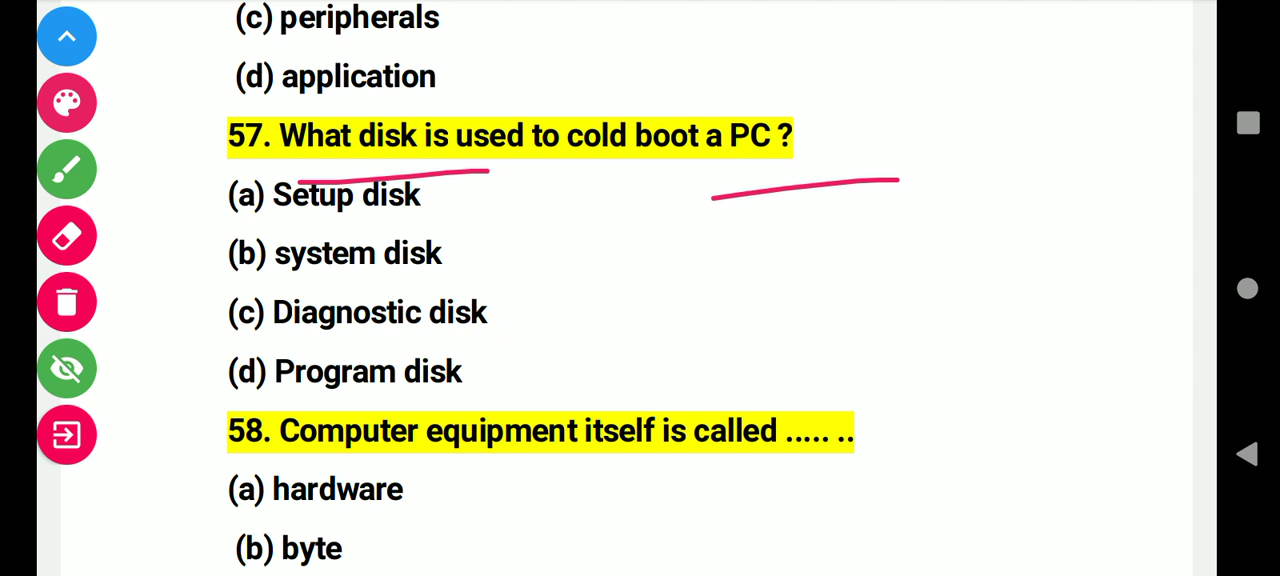 (c) peripherals
(d) application
57. What disk is used to cold boot a PC ?
(a) Setup disk
(b) system disk
(c) Diagnostic disk
(d) Program disk
58. Computer equipment itself is called ..... ..
(a) hardware
(b) byte